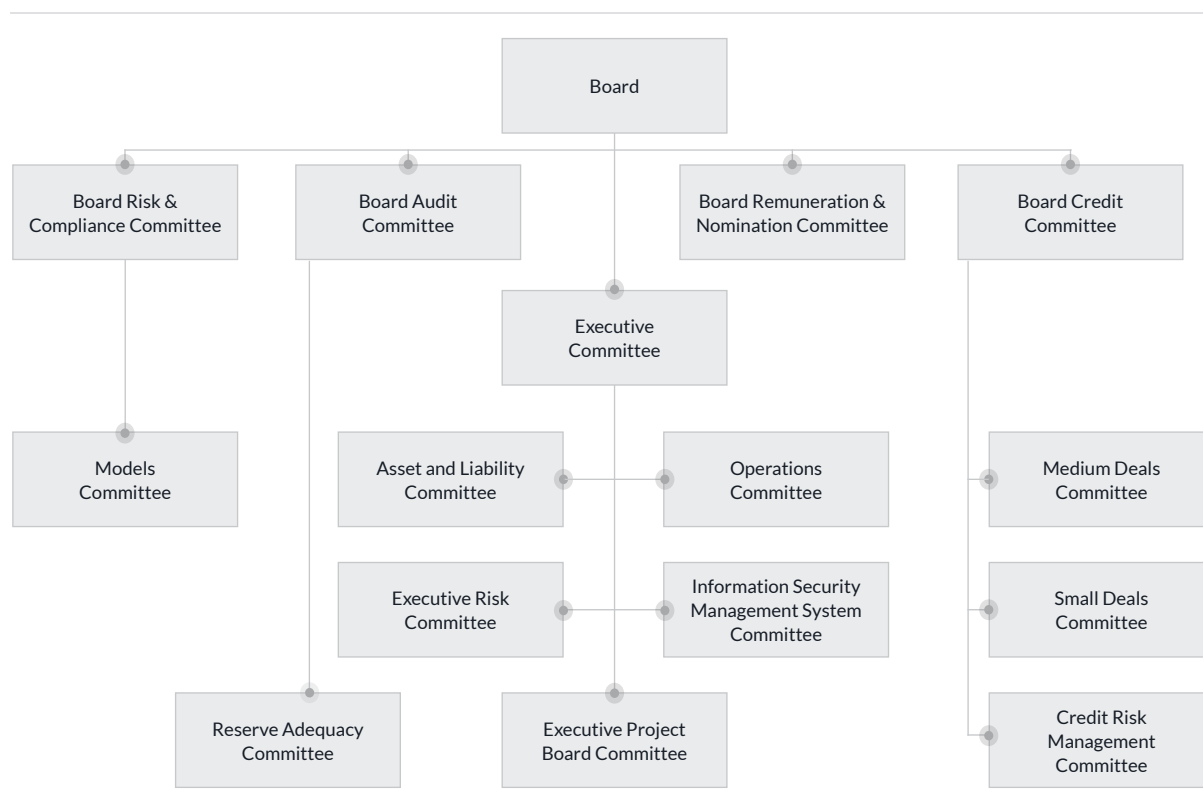 Board
Board Risk &
Compliance Committee
Board Audit
Committee
Board Remuneration &
Nomination Committee
Board Credit
Committee
Executive
Committee
Models
Committee
Asset and Liability
Committee
Operations
Committee
Medium Deals
Committee
Executive Risk
Committee
Information Security
Management System
Committee
Small Deals
Committee
Reserve Adequacy
Committee
Executive Project
Board Committee
Credit Risk
Management
Committee